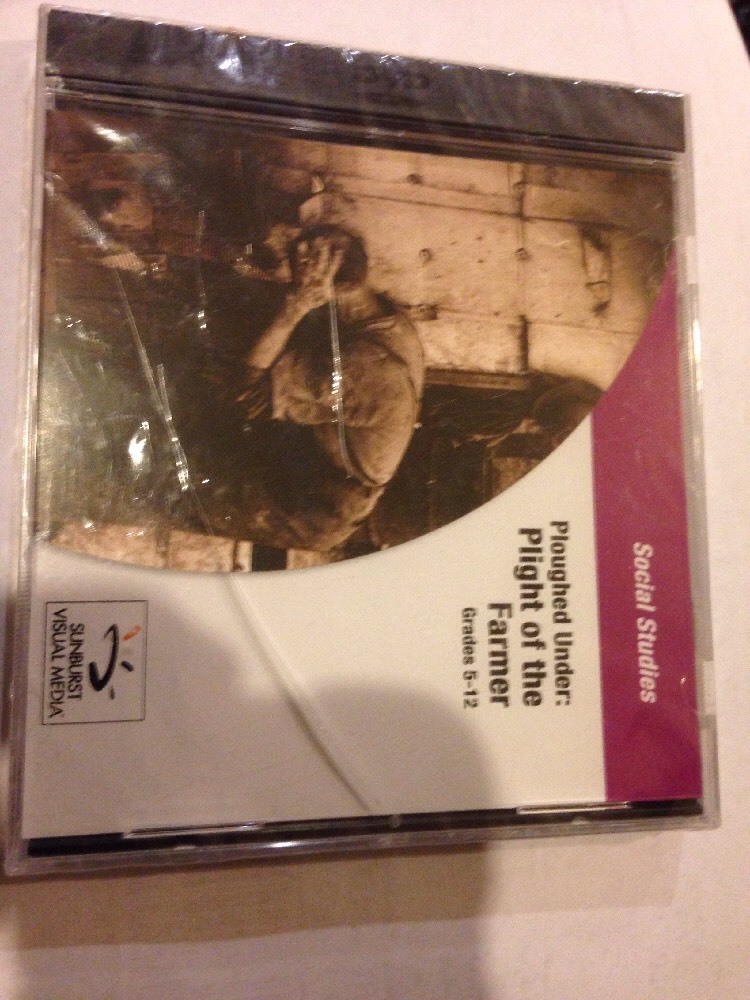 Social Studies
Ploughed Under:
Plight of the
Farmer
Grades 5-12
SUNBURST
VISUAL MEDIA